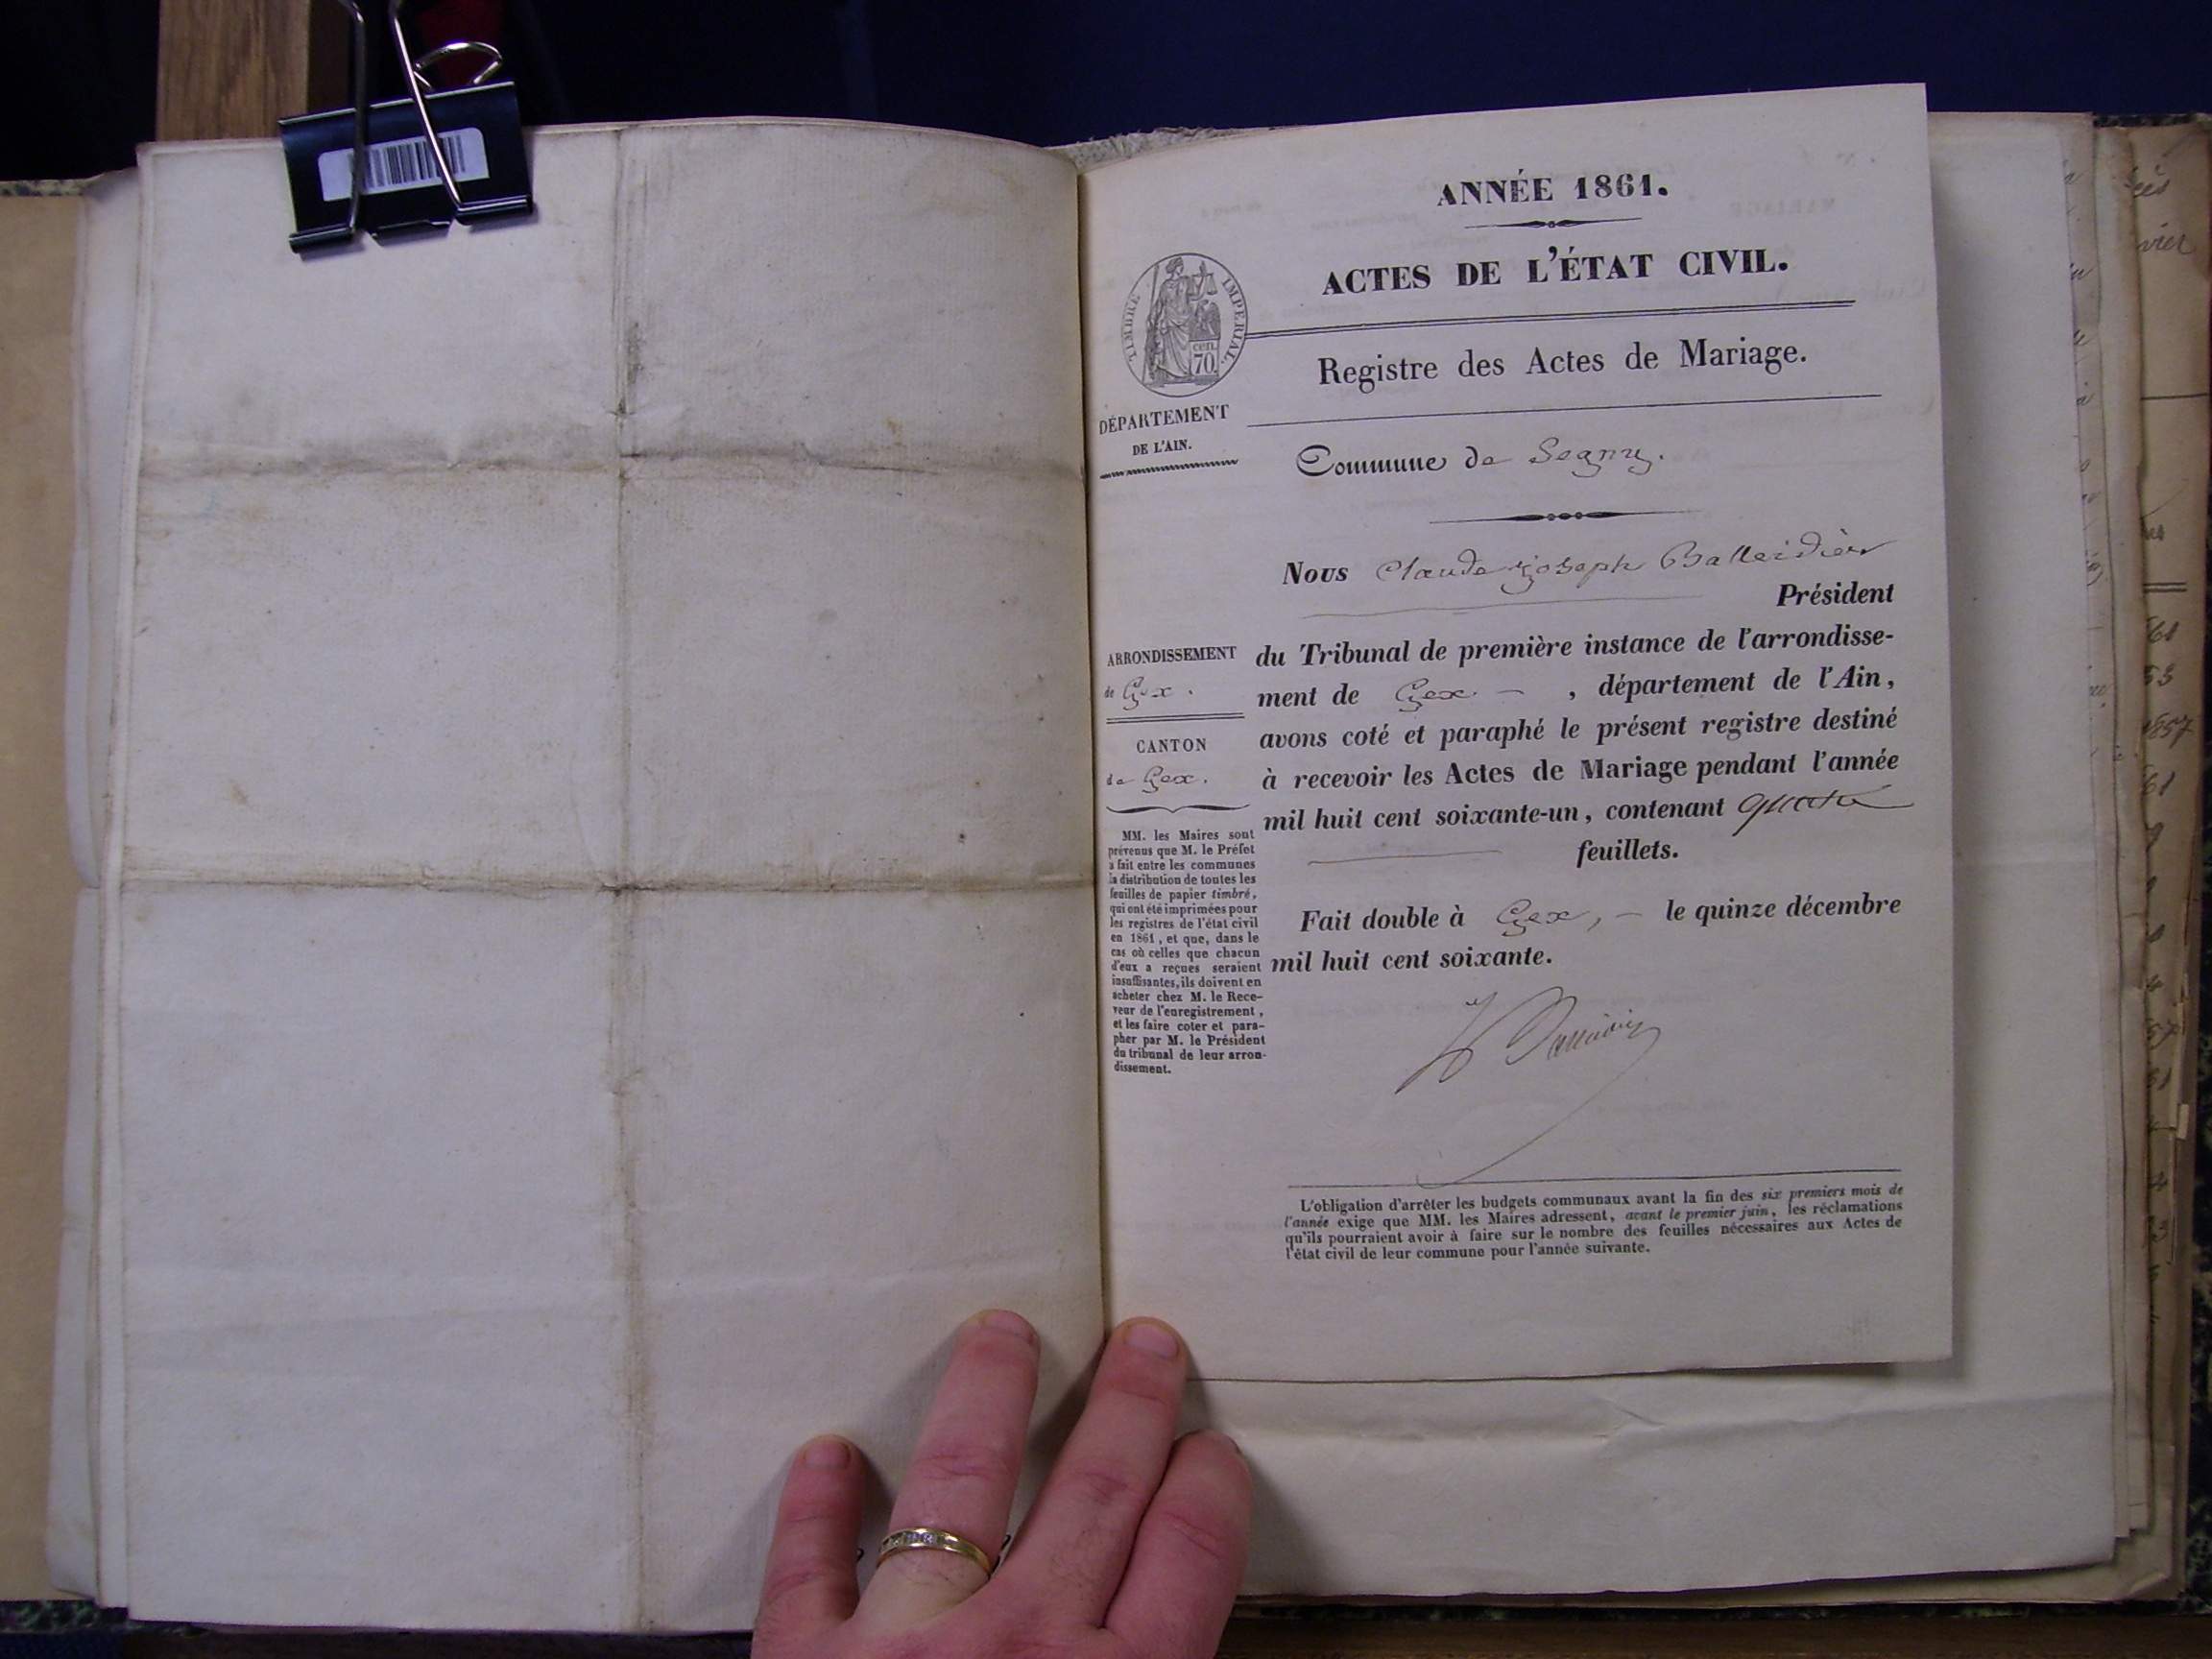 ANNÉE 1861.
ACTES DE L'ÉTAT CIVIL.
TIMBRE IMPERIAL.
cen.
70.
Registre des Actes de Mariage.
DÉPARTEMENT
DE L'AIN.
Commune de Segny.
Nous Claude Joseph Balleidier
Président
du Tribunal de première instance de l'arrondisse-
ment de Gex - , département de l'Ain,
avons coté et paraphé le présent registre destiné
à recevoir les Actes de Mariage pendant l'année
mil huit cent soixante-un, contenant quatre
feuillets.
Fait double à Gex, - le quinze décembre
mil huit cent soixante.
ARRONDISSEMENT
de Gex.
CANTON
de Gex.
MM. les Maires sont
prévenus que M. le Préfet
a fait entre les communes
la distribution de toutes les
feuilles de papier timbré,
qui ont été imprimées pour
les registres de l'état civil
en 1861, et que, dans le
cas où celles que chacun
d'eux a reçues seraient
insuffisantes, ils doivent en
acheter chez M. le Rece-
veur de l'enregistrement,
et les faire coter et para-
pher par M. le Président
du tribunal de leur arron-
dissement.
L'obligation d'arrêter les budgets communaux avant la fin des six premiers mois de
l'année exige que MM. les Maires adressent, avant le premier juin, les réclamations
qu'ils pourraient avoir à faire sur le nombre des feuilles nécessaires aux Actes de
l'état civil de leur commune pour l'année suivante.